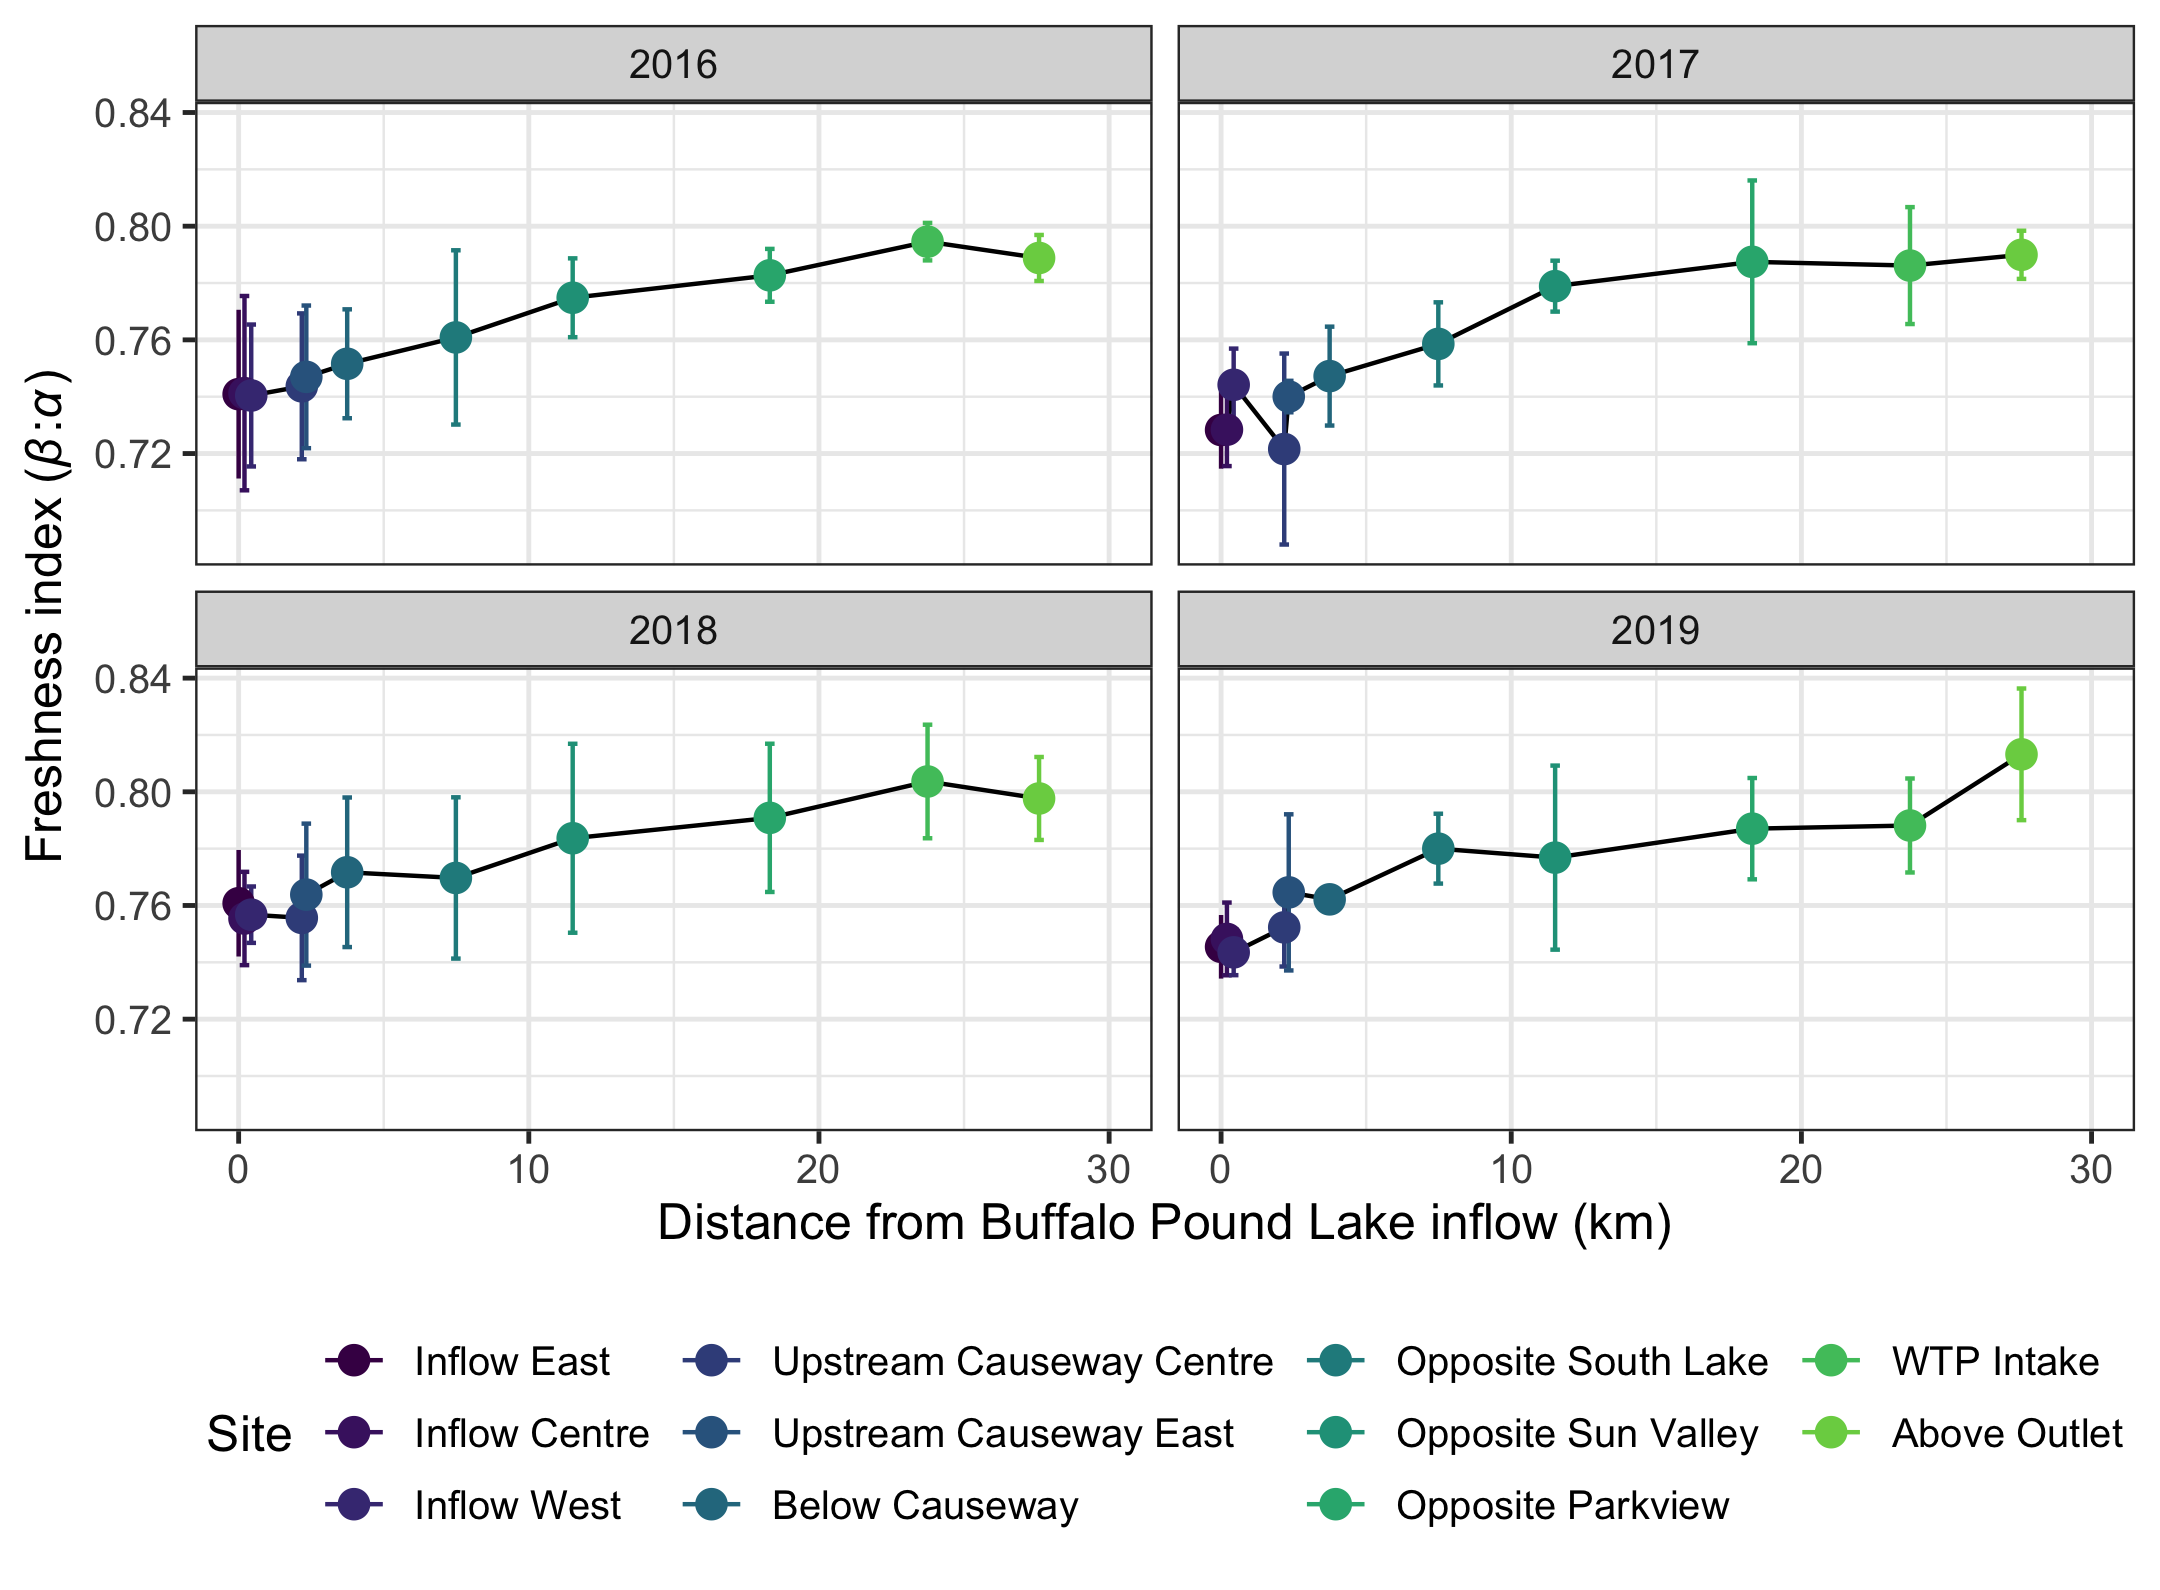 2016
2017
0.84
0.80
0.76
0.72
2018
2019
0.84
0.80
0.76
0.72
Freshness index (β:α)
0 10 20 30
0 10 20 30
Distance from Buffalo Pound Lake inflow (km)
Site
Inflow East
Inflow Centre
Inflow West
Upstream Causeway Centre
Upstream Causeway East
Below Causeway
Opposite South Lake
Opposite Sun Valley
Opposite Parkview
WTP Intake
Above Outlet